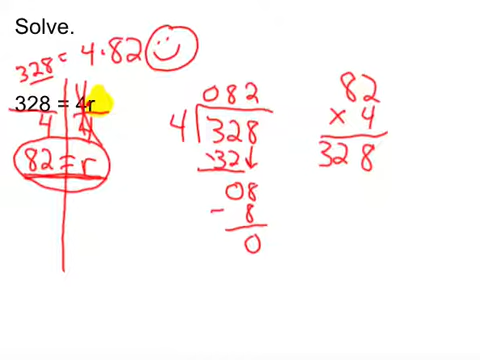 Solve.
328 = 4·82
328 = 4r
4 4
82 = r
082
4 328
-32
08
- 8
0
82
x 4
328